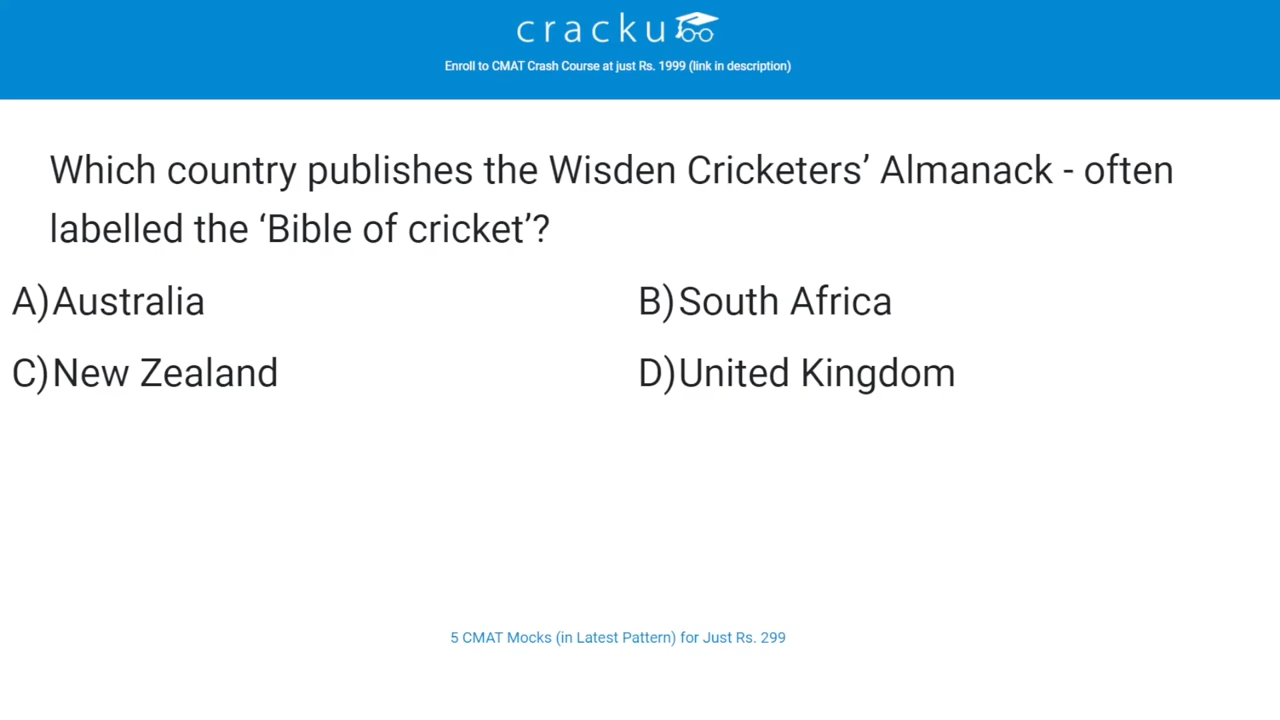 cracku
Enroll to CMAT Crash Course at just Rs. 1999 (link in description)
Which country publishes the Wisden Cricketers’ Almanack - often
labelled the ‘Bible of cricket’?
A)Australia
B)South Africa
C)New Zealand
D)United Kingdom
5 CMAT Mocks (in Latest Pattern) for Just Rs. 299